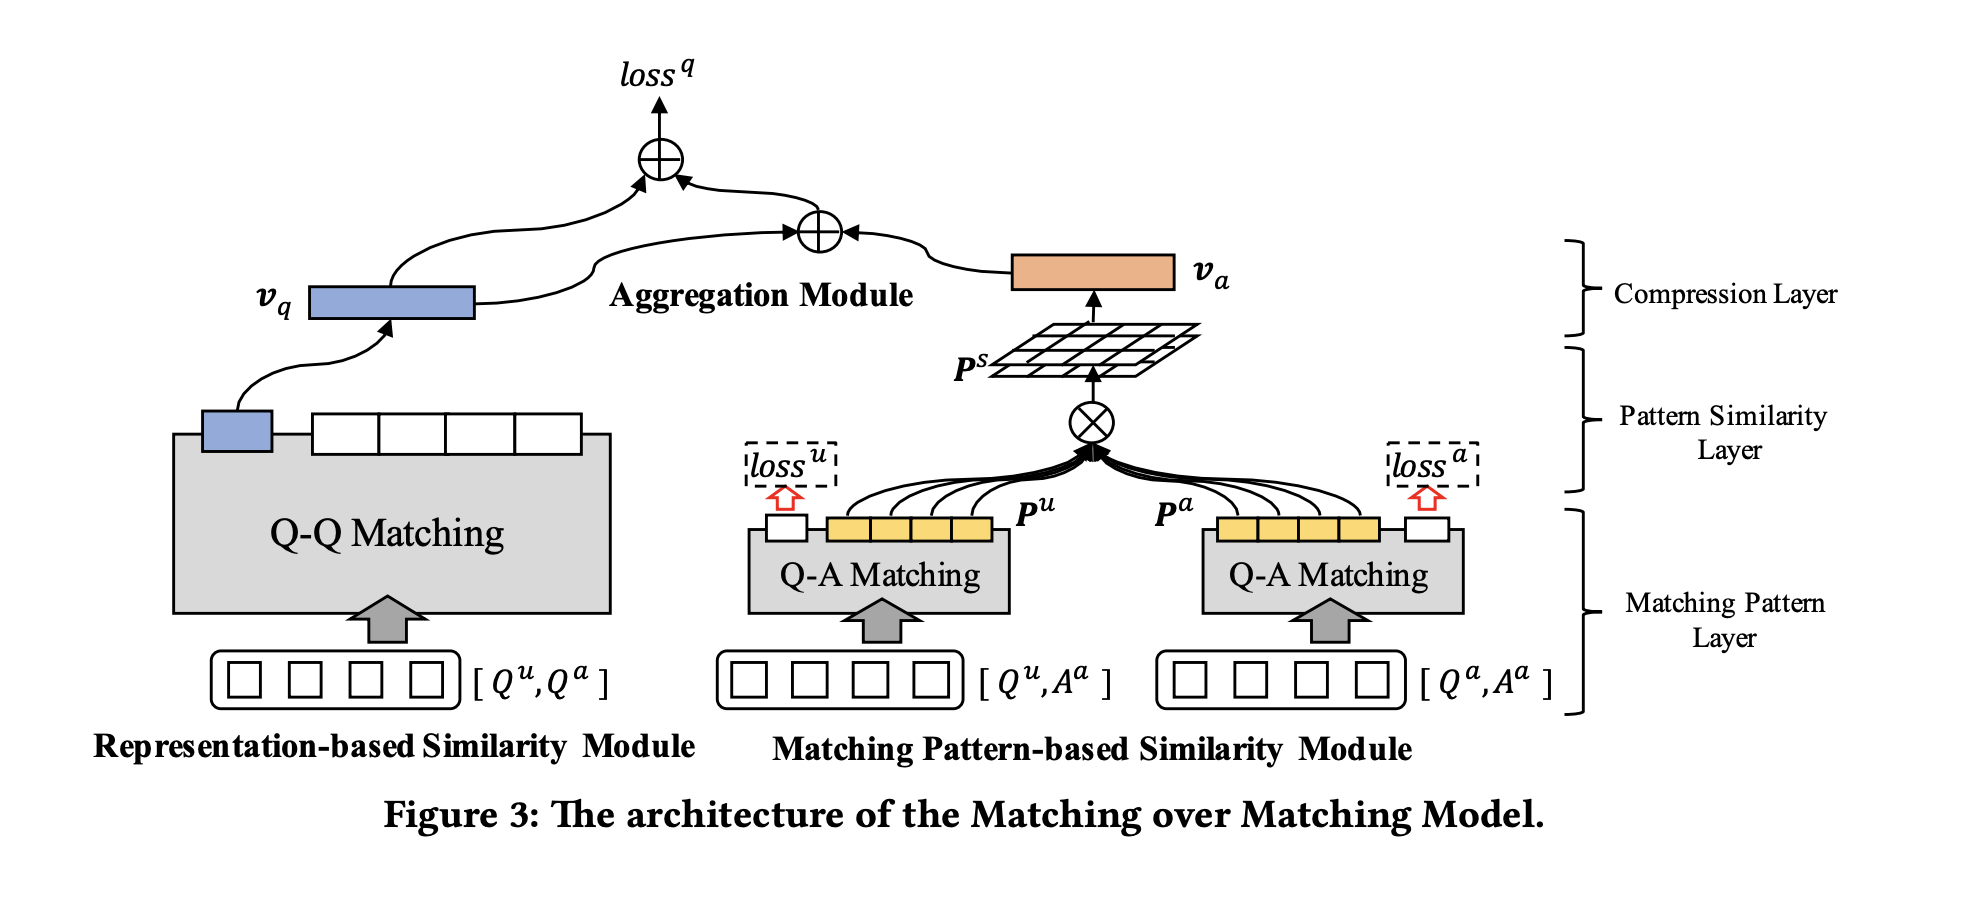 loss^q
v_q
Aggregation Module
v_a
Compression Layer
P^s
Pattern Similarity
Layer
loss^u
loss^a
P^u
P^a
Q-Q Matching
Q-A Matching
Q-A Matching
Matching Pattern
Layer
[ Q^u, Q^a ]
[ Q^u, A^a ]
[ Q^a, A^a ]
Representation-based Similarity Module
Matching Pattern-based Similarity Module
Figure 3: The architecture of the Matching over Matching Model.